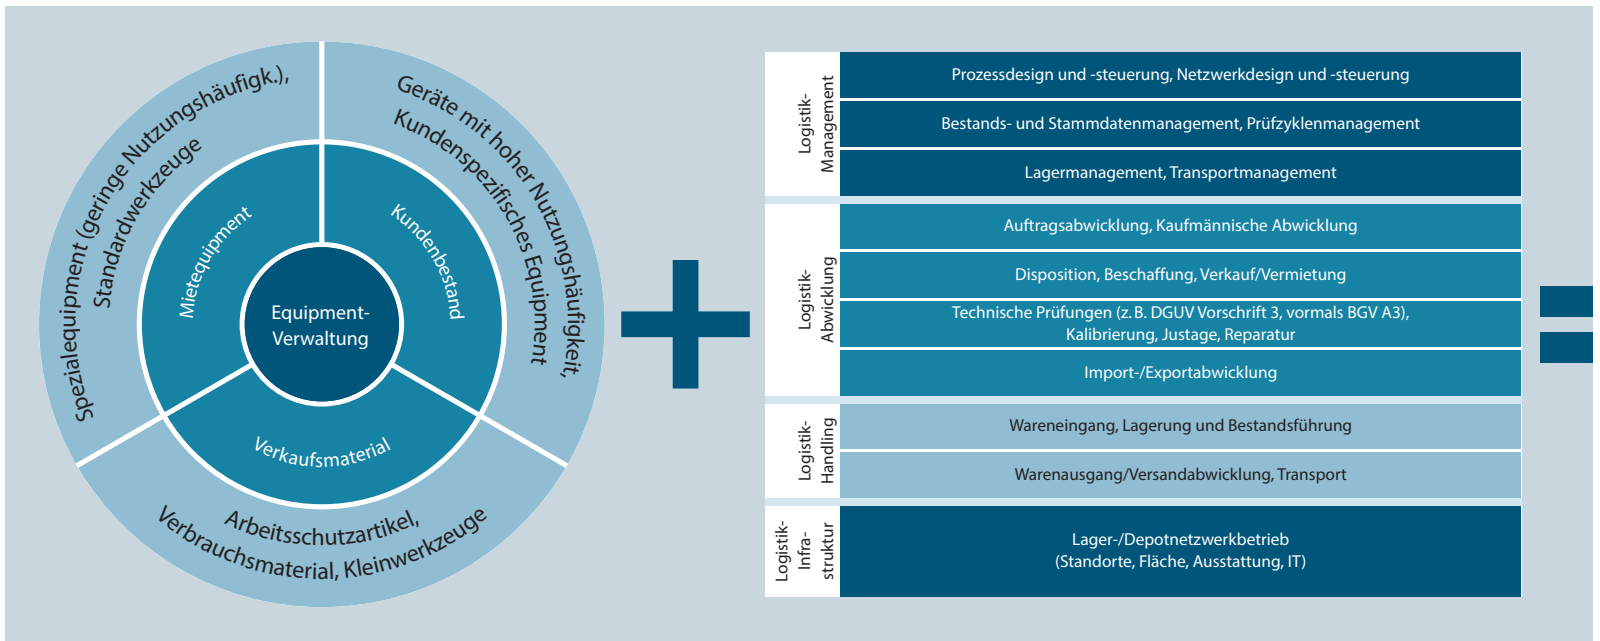 Spezialequipment (geringe Nutzungshäufigk.),
Standardwerkzeuge
Geräte mit hoher Nutzungshäufigkeit,
Kundenspezifisches Equipment
Mietequipment
Kundenbestand
Equipment-
Verwaltung
Verkaufsmaterial
Arbeitsschutzartikel,
Verbrauchsmaterial, Kleinwerkzeuge
+
Logistik-
Management
Prozessdesign und -steuerung, Netzwerkdesign und -steuerung
Bestands- und Stammdatenmanagement, Prüfzyklenmanagement
Lagermanagement, Transportmanagement
Logistik-
Abwicklung
Auftragsabwicklung, Kaufmännische Abwicklung
Disposition, Beschaffung, Verkauf/Vermietung
Technische Prüfungen (z. B. DGUV Vorschrift 3, vormals BGV A3),
Kalibrierung, Justage, Reparatur
Import-/Exportabwicklung
Logistik-
Handling
Wareneingang, Lagerung und Bestandsführung
Warenausgang/Versandabwicklung, Transport
Logistik-
Infra-
struktur
Lager-/Depotnetzwerkbetrieb
(Standorte, Fläche, Ausstattung, IT)
=